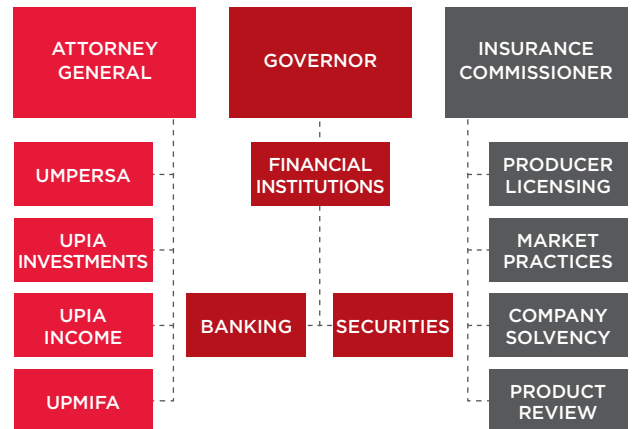 ATTORNEY
GENERAL
GOVERNOR
INSURANCE
COMMISSIONER
UMPERSA
UPIA
INVESTMENTS
UPIA
INCOME
UPMIFA
FINANCIAL
INSTITUTIONS
BANKING
SECURITIES
PRODUCER
LICENSING
MARKET
PRACTICES
COMPANY
SOLVENCY
PRODUCT
REVIEW